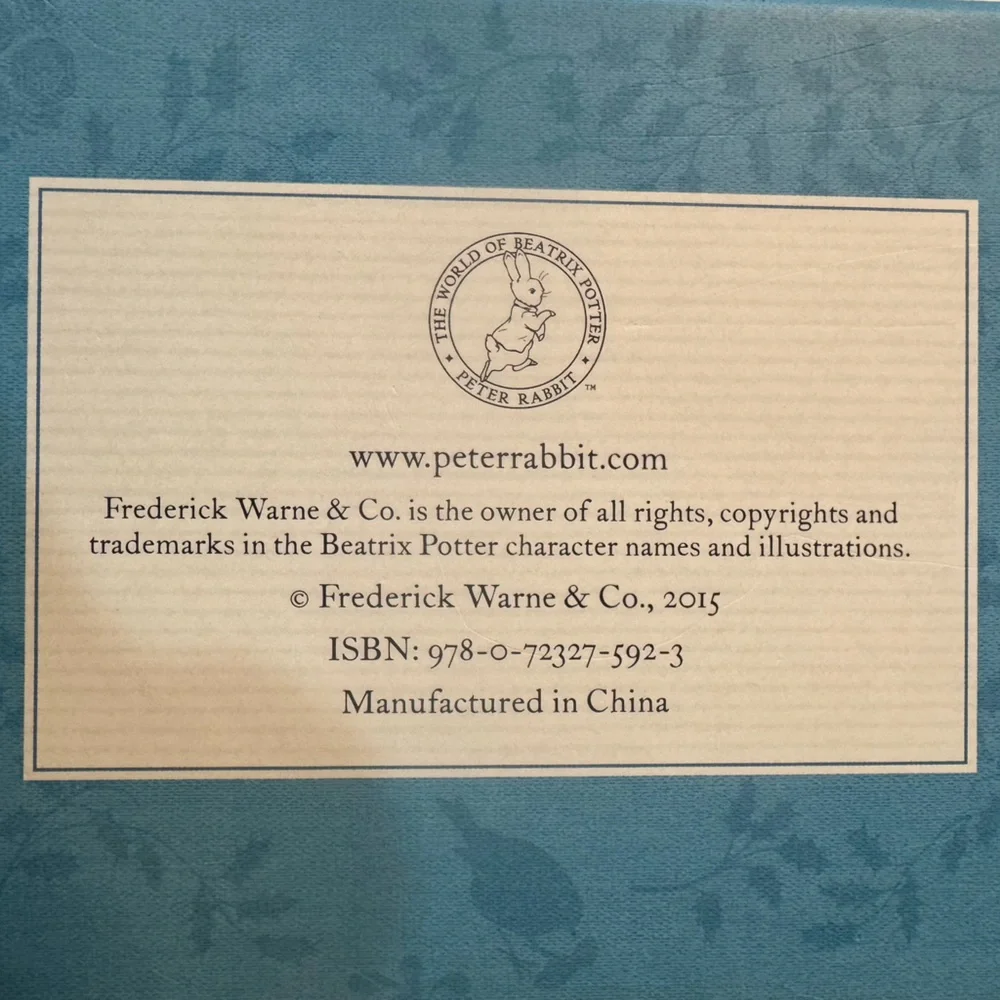 THE WORLD OF BEATRIX POTTER
PETER RABBIT ™
www.peterrabbit.com
Frederick Warne & Co. is the owner of all rights, copyrights and
trademarks in the Beatrix Potter character names and illustrations.
© Frederick Warne & Co., 2015
ISBN: 978-0-72327-592-3
Manufactured in China